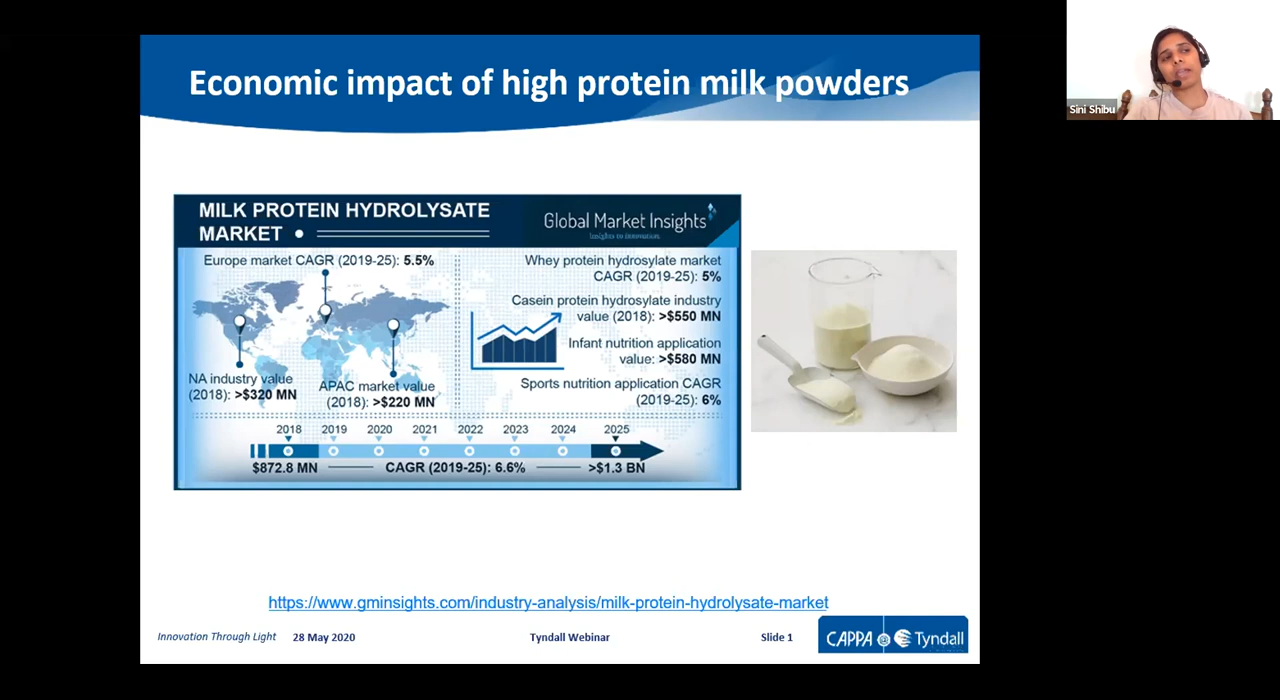 Economic impact of high protein milk powders
Sini Shibu
MILK PROTEIN HYDROLYSATE
MARKET
Global Market Insights
Insights to Innovation
Europe market CAGR (2019-25): 5.5%
NA industry value
(2018): >$320 MN
APAC market value
(2018): >$220 MN
Whey protein hydrosylate market
CAGR (2019-25): 5%
Casein protein hydrosylate industry
value (2018): >$550 MN
Infant nutrition application
value: >$580 MN
Sports nutrition application CAGR
(2019-25): 6%
2018 2019 2020 2021 2022 2023 2024 2025
$872.8 MN CAGR (2019-25): 6.6% >$1.3 BN
https://www.gminsights.com/industry-analysis/milk-protein-hydrolysate-market
Innovation Through Light 28 May 2020 Tyndall Webinar Slide 1
CAPPA @ Tyndall